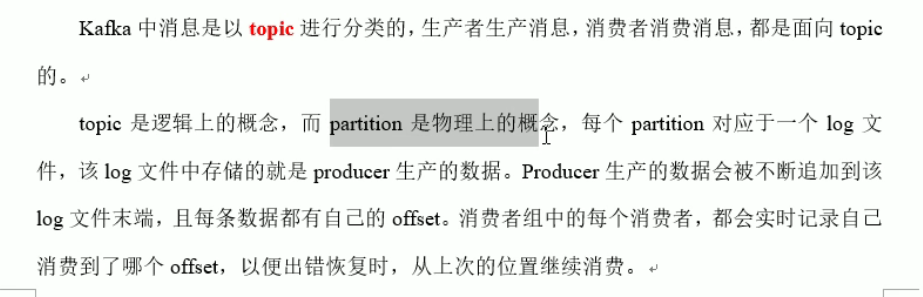 Kafka 中消息是以 topic 进行分类的，生产者生产消息，消费者消费消息，都是面向 topic
的。
topic 是逻辑上的概念，而 partition 是物理上的概念，每个 partition 对应于一个 log 文
件，该 log 文件中存储的就是 producer 生产的数据。Producer 生产的数据会被不断追加到该
log 文件末端，且每条数据都有自己的 offset。消费者组中的每个消费者，都会实时记录自己
消费到了哪个 offset，以便出错恢复时，从上次的位置继续消费。